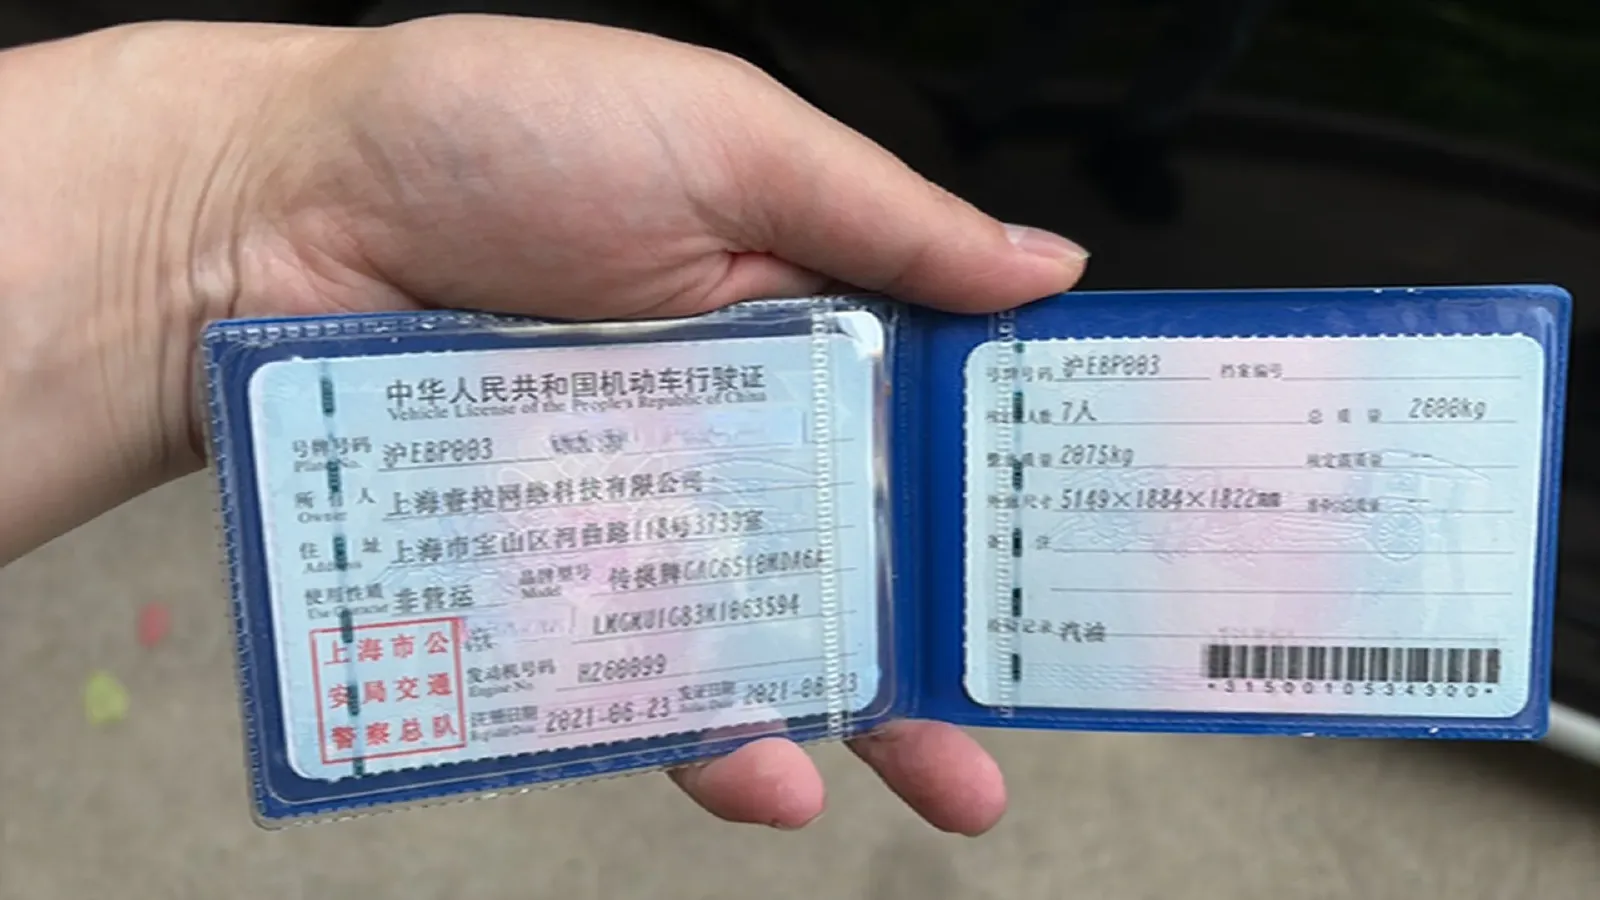 中华人民共和国机动车行驶证
Vehicle License of the People's Republic of China
号牌号码 沪EBP003
Plate No.
所有人 上海睿拉网络科技有限公司
Owner
住址 上海市宝山区河曲路118号3739室
Address
使用性质 非营运 品牌型号 传祺牌GAC6510MDA6A
Use Character Model
LMGMU1G83M1063594
上海市公
安局交通
警察总队
发动机号码 H260099
Engine No.
注册日期 2021-06-23 发证日期 2021-06-23
Register Date Issue Date
号牌号码 沪EBP003 档案编号
核定载人数 7人 总质量 2600kg
整备质量 2075kg 核定载质量 --
外廓尺寸 5149×1884×1822mm --
备注
检验记录 汽油
*3150010534300*